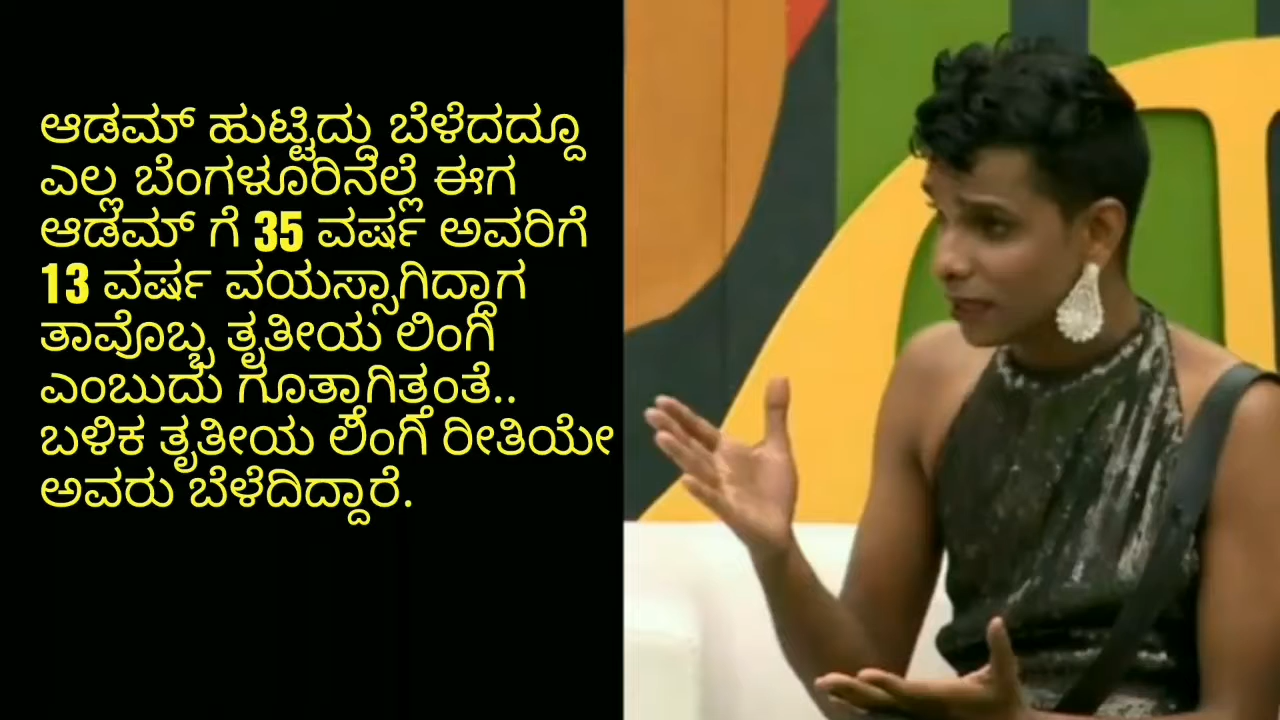 ಆಡಮ್ ಹುಟ್ಟಿದ್ದು ಬೆಳೆದದ್ದೂ
ಎಲ್ಲ ಬೆಂಗಳೂರಿನಲ್ಲೆ ಈಗ
ಆಡಮ್ ಗೆ 35 ವರ್ಷ ಅವರಿಗೆ
13 ವರ್ಷ ವಯಸ್ಸಾಗಿದ್ದಾಗ
ತಾವೊಬ್ಬ ತೃತೀಯ ಲಿಂಗಿ
ಎಂಬುದು ಗೂತ್ತಾಗಿತ್ತಂತೆ..
ಬಳಿಕ ತೃತೀಯ ಲಿಂಗಿ ರೀತಿಯೇ
ಅವರು ಬೆಳೆದಿದ್ದಾರೆ.